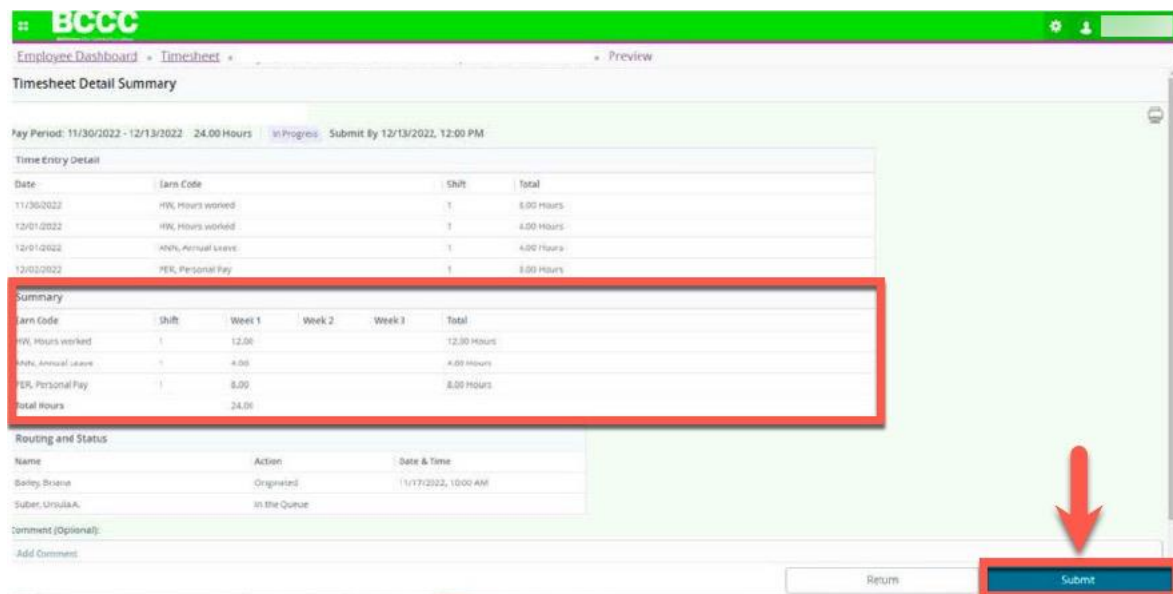 BCCC
Employee Dashboard • Timesheet • • Preview
Timesheet Detail Summary
Pay Period: 11/30/2022 - 12/13/2022 24.00 Hours In Progress Submit By 12/13/2022, 12:00 PM
Time Entry Detail
Date Earn Code Shift Total
11/30/2022 HW, Hours worked 1 8.00 Hours
12/01/2022 HW, Hours worked 1 4.00 Hours
12/01/2022 ANN, Annual Leave 1 4.00 Hours
12/02/2022 PER, Personal Pay 1 8.00 Hours
Summary
Earn Code Shift Week 1 Week 2 Week 3 Total
HW, Hours worked 1 12.00 12.00 Hours
ANN, Annual Leave 1 4.00 4.00 Hours
PER, Personal Pay 1 8.00 8.00 Hours
Total Hours 24.00
Routing and Status
Name Action Date & Time
Bailey, Briana Originated 11/17/2022, 10:00 AM
Suber, Ursula A. In the Queue
Comment (Optional):
Add Comment
Return Submit